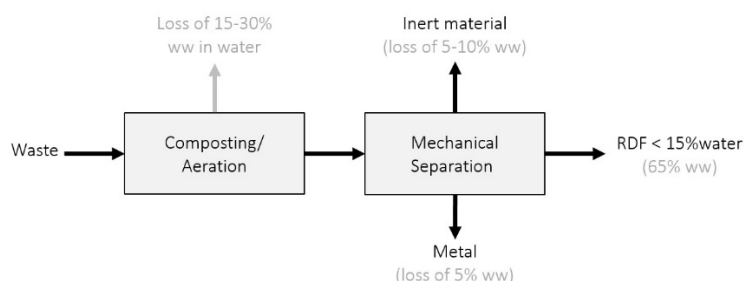 Loss of 15-30%
ww in water
Inert material
(loss of 5-10% ww)
Waste
Composting/
Aeration
Mechanical
Separation
RDF < 15%water
(65% ww)
Metal
(loss of 5% ww)